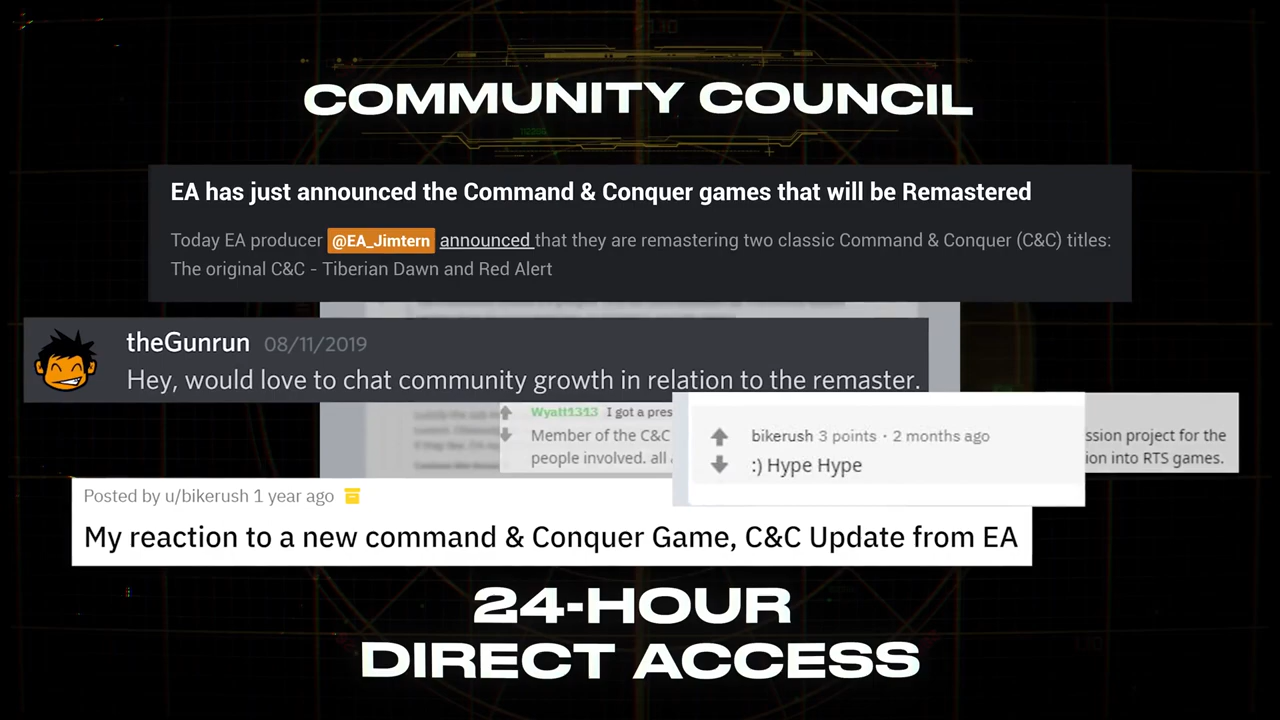 COMMUNITY COUNCIL
EA has just announced the Command & Conquer games that will be Remastered
Today EA producer @EA_Jimtern announced that they are remastering two classic Command & Conquer (C&C) titles:
The original C&C - Tiberian Dawn and Red Alert
theGunrun 08/11/2019
Hey, would love to chat community growth in relation to the remaster.
Wyatt1313 I got a pres
Member of the C&C
people involved. all
ssion project for the
ion into RTS games.
bikerush 3 points · 2 months ago
:) Hype Hype
Posted by u/bikerush 1 year ago
My reaction to a new command & Conquer Game, C&C Update from EA
24-HOUR
DIRECT ACCESS